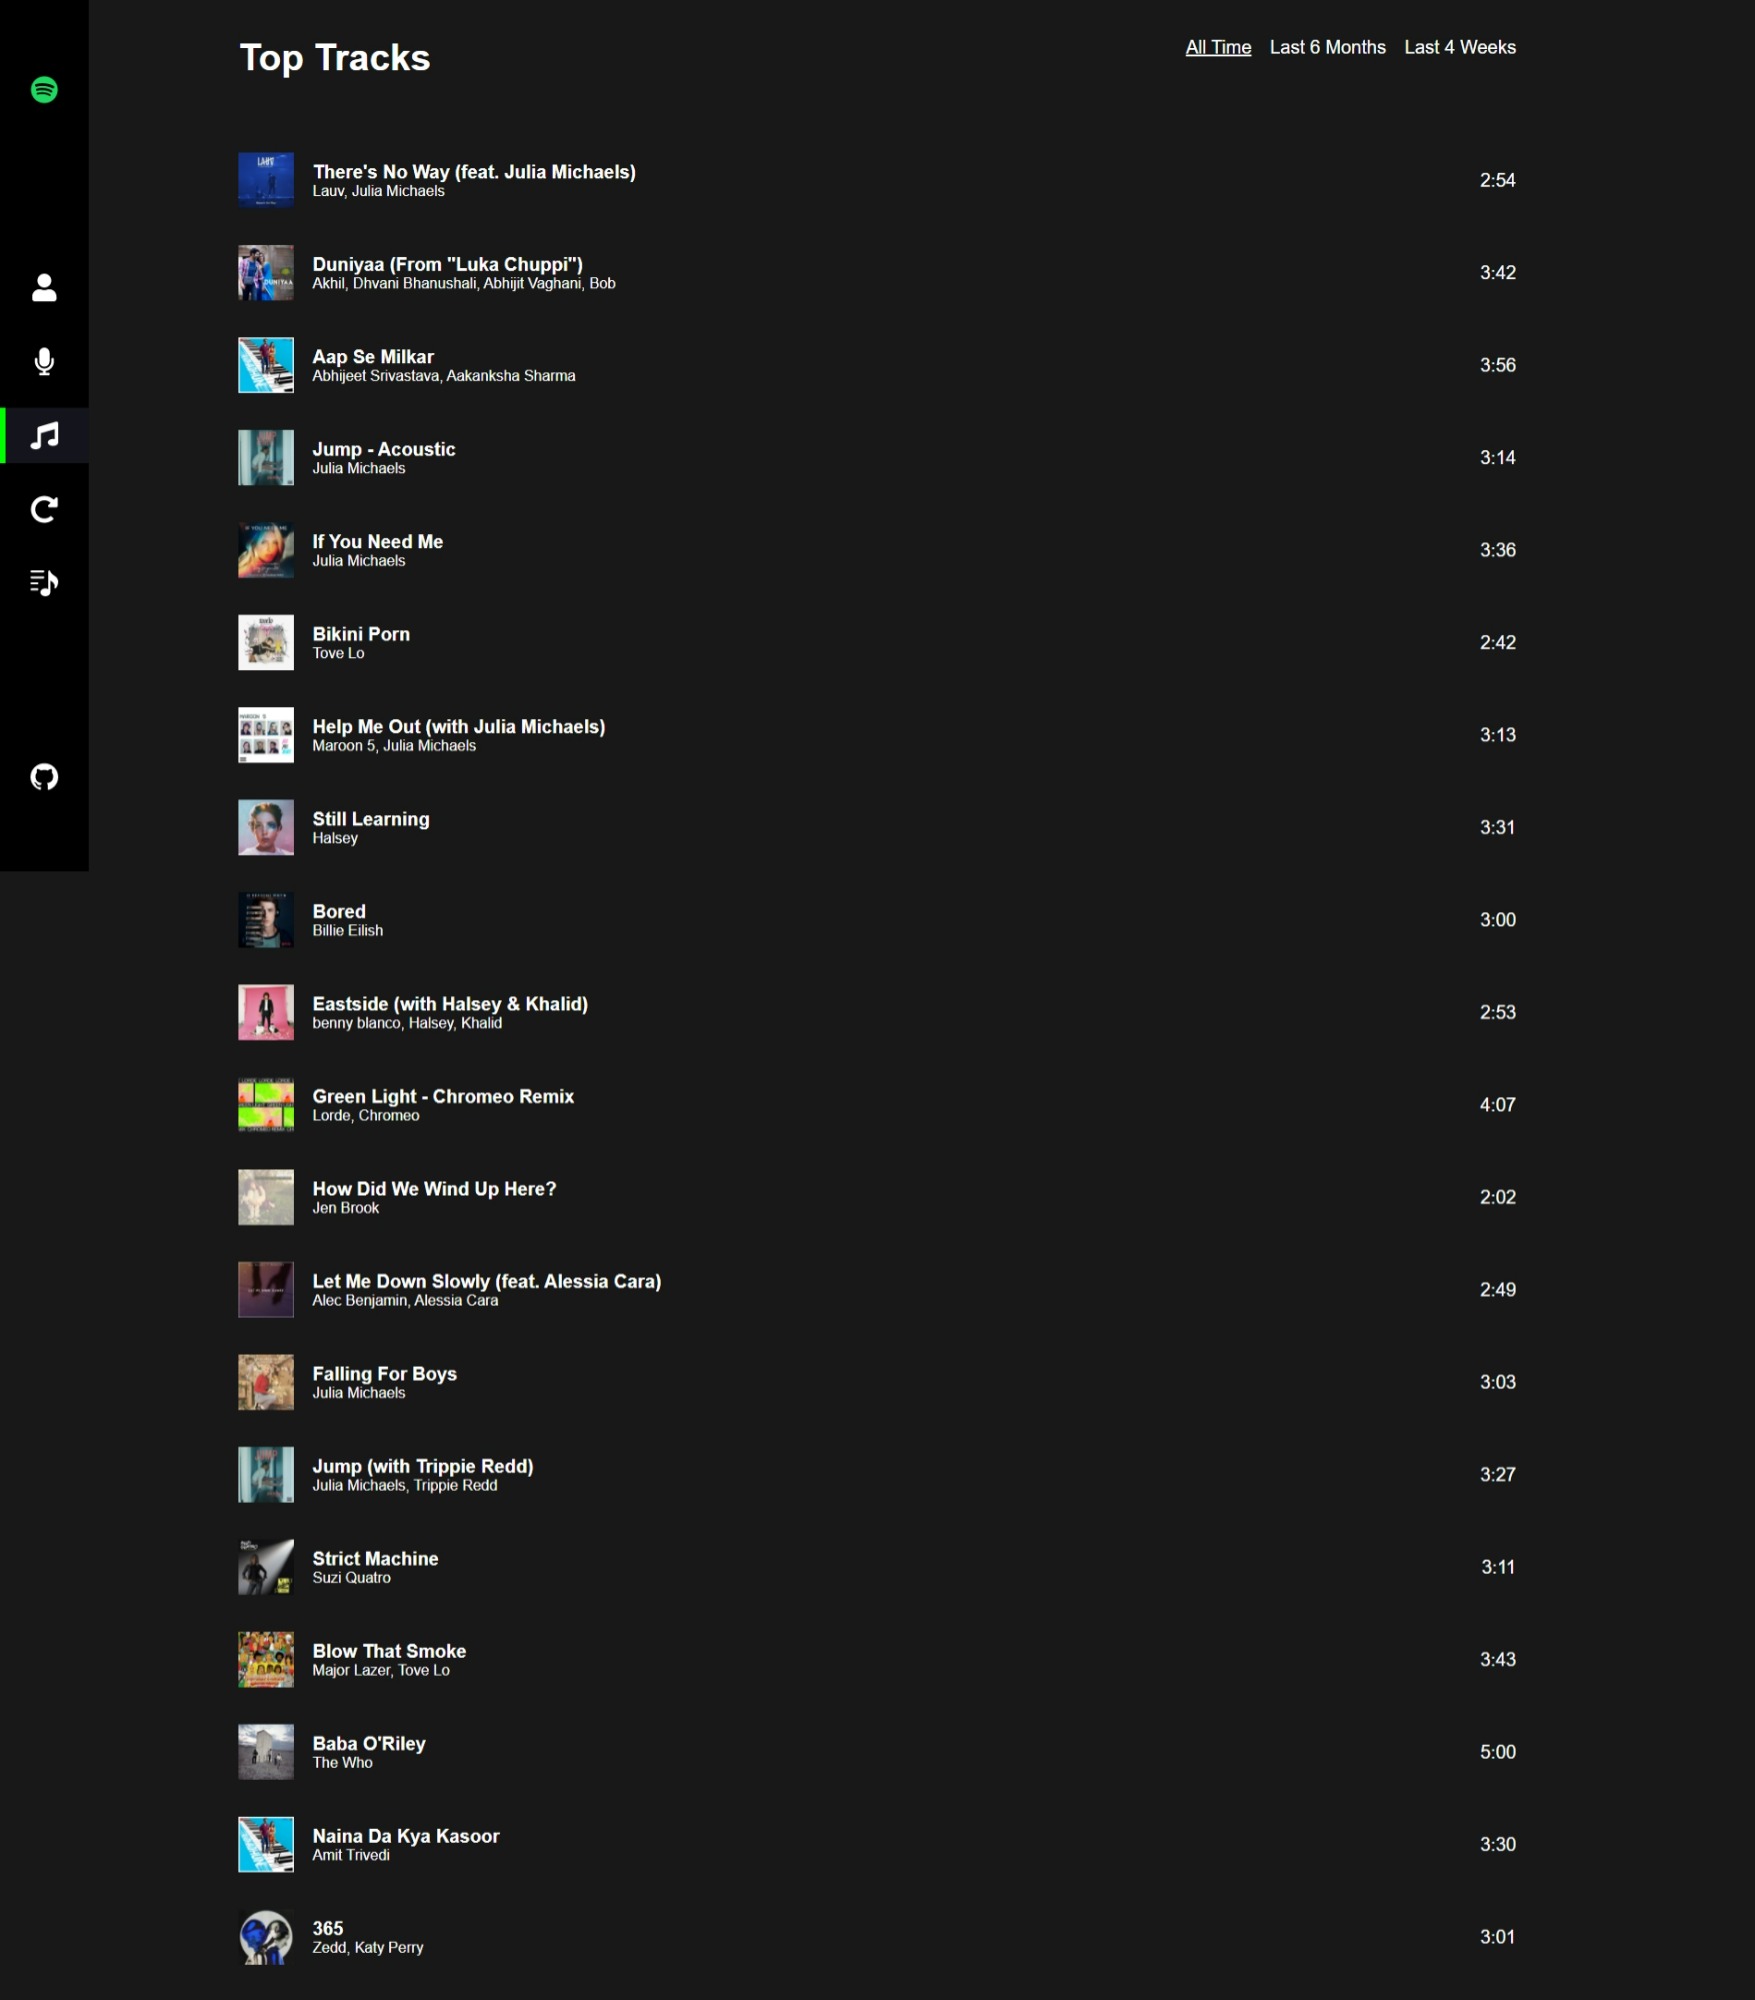 Top Tracks
All Time Last 6 Months Last 4 Weeks
There's No Way (feat. Julia Michaels)
Lauv, Julia Michaels
2:54
Duniyaa (From "Luka Chuppi")
Akhil, Dhvani Bhanushali, Abhijit Vaghani, Bob
3:42
Aap Se Milkar
Abhijeet Srivastava, Aakanksha Sharma
3:56
Jump - Acoustic
Julia Michaels
3:14
If You Need Me
Julia Michaels
3:36
Bikini Porn
Tove Lo
2:42
Help Me Out (with Julia Michaels)
Maroon 5, Julia Michaels
3:13
Still Learning
Halsey
3:31
Bored
Billie Eilish
3:00
Eastside (with Halsey & Khalid)
benny blanco, Halsey, Khalid
2:53
Green Light - Chromeo Remix
Lorde, Chromeo
4:07
How Did We Wind Up Here?
Jen Brook
2:02
Let Me Down Slowly (feat. Alessia Cara)
Alec Benjamin, Alessia Cara
2:49
Falling For Boys
Julia Michaels
3:03
Jump (with Trippie Redd)
Julia Michaels, Trippie Redd
3:27
Strict Machine
Suzi Quatro
3:11
Blow That Smoke
Major Lazer, Tove Lo
3:43
Baba O'Riley
The Who
5:00
Naina Da Kya Kasoor
Amit Trivedi
3:30
365
Zedd, Katy Perry
3:01